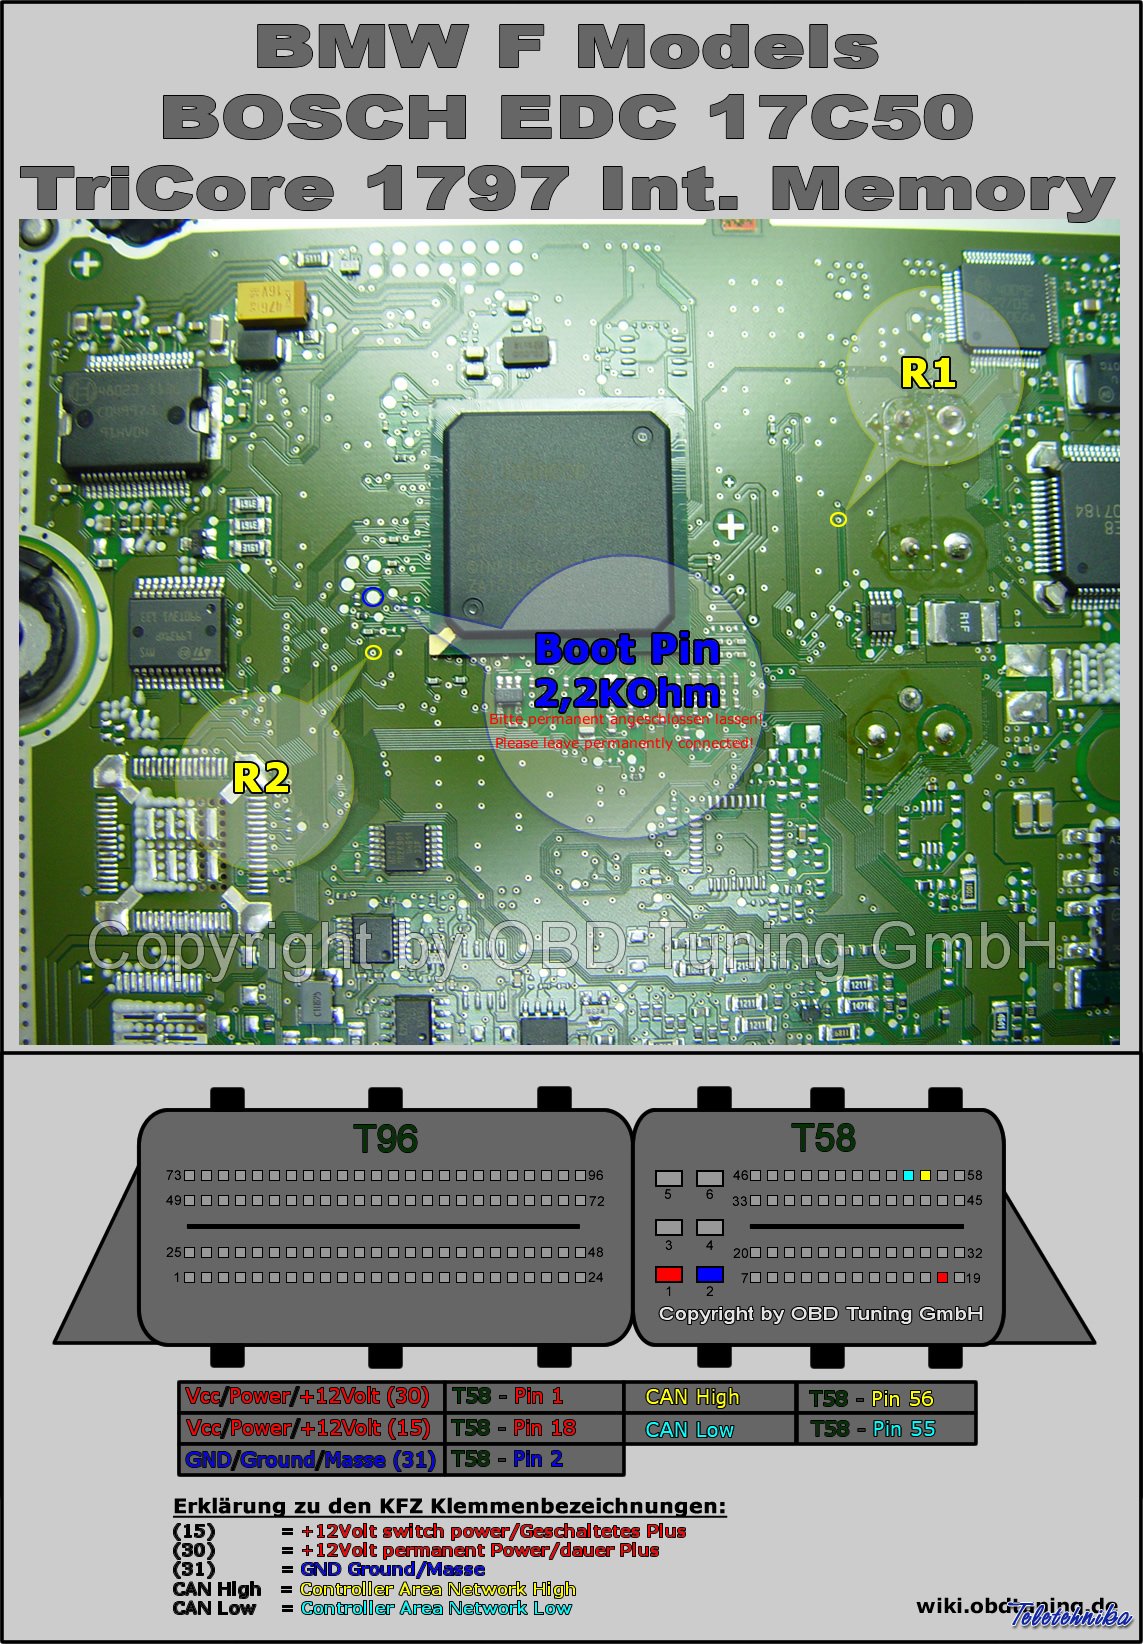 BMW F Models
BOSCH EDC 17C50
TriCore 1797 Int. Memory
R1
Boot Pin
2,2KOhm
Bitte permanent angeschlossen lassen!
Please leave permanently connected!
R2
Copyright by OBD Tuning GmbH
T96
T58
73 96
49 72
25 48
1 24
5 6
3 4
1 2
46 58
33 45
20 32
7 19
Copyright by OBD Tuning GmbH
Vcc/Power/+12Volt (30) T58 - Pin 1 CAN High T58 - Pin 56
Vcc/Power/+12Volt (15) T58 - Pin 18 CAN Low T58 - Pin 55
GND/Ground/Masse (31) T58 - Pin 2
Erklärung zu den KFZ Klemmenbezeichnungen:
(15) = +12Volt switch power/Geschaltetes Plus
(30) = +12Volt permanent Power/dauer Plus
(31) = GND Ground/Masse
CAN High = Controller Area Network High
CAN Low = Controller Area Network Low
wiki.obdtuning.de
Teletehnika